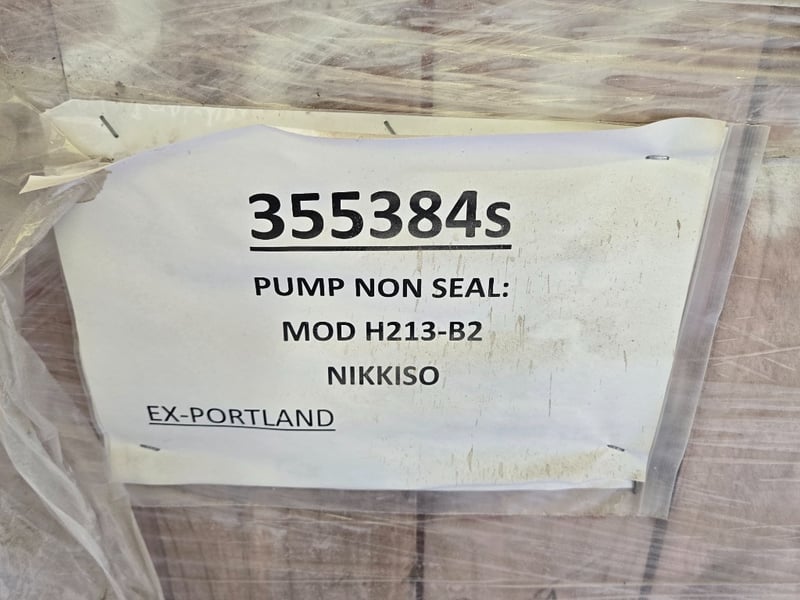 355384s
PUMP NON SEAL:
MOD H213-B2
NIKKISO
EX-PORTLAND